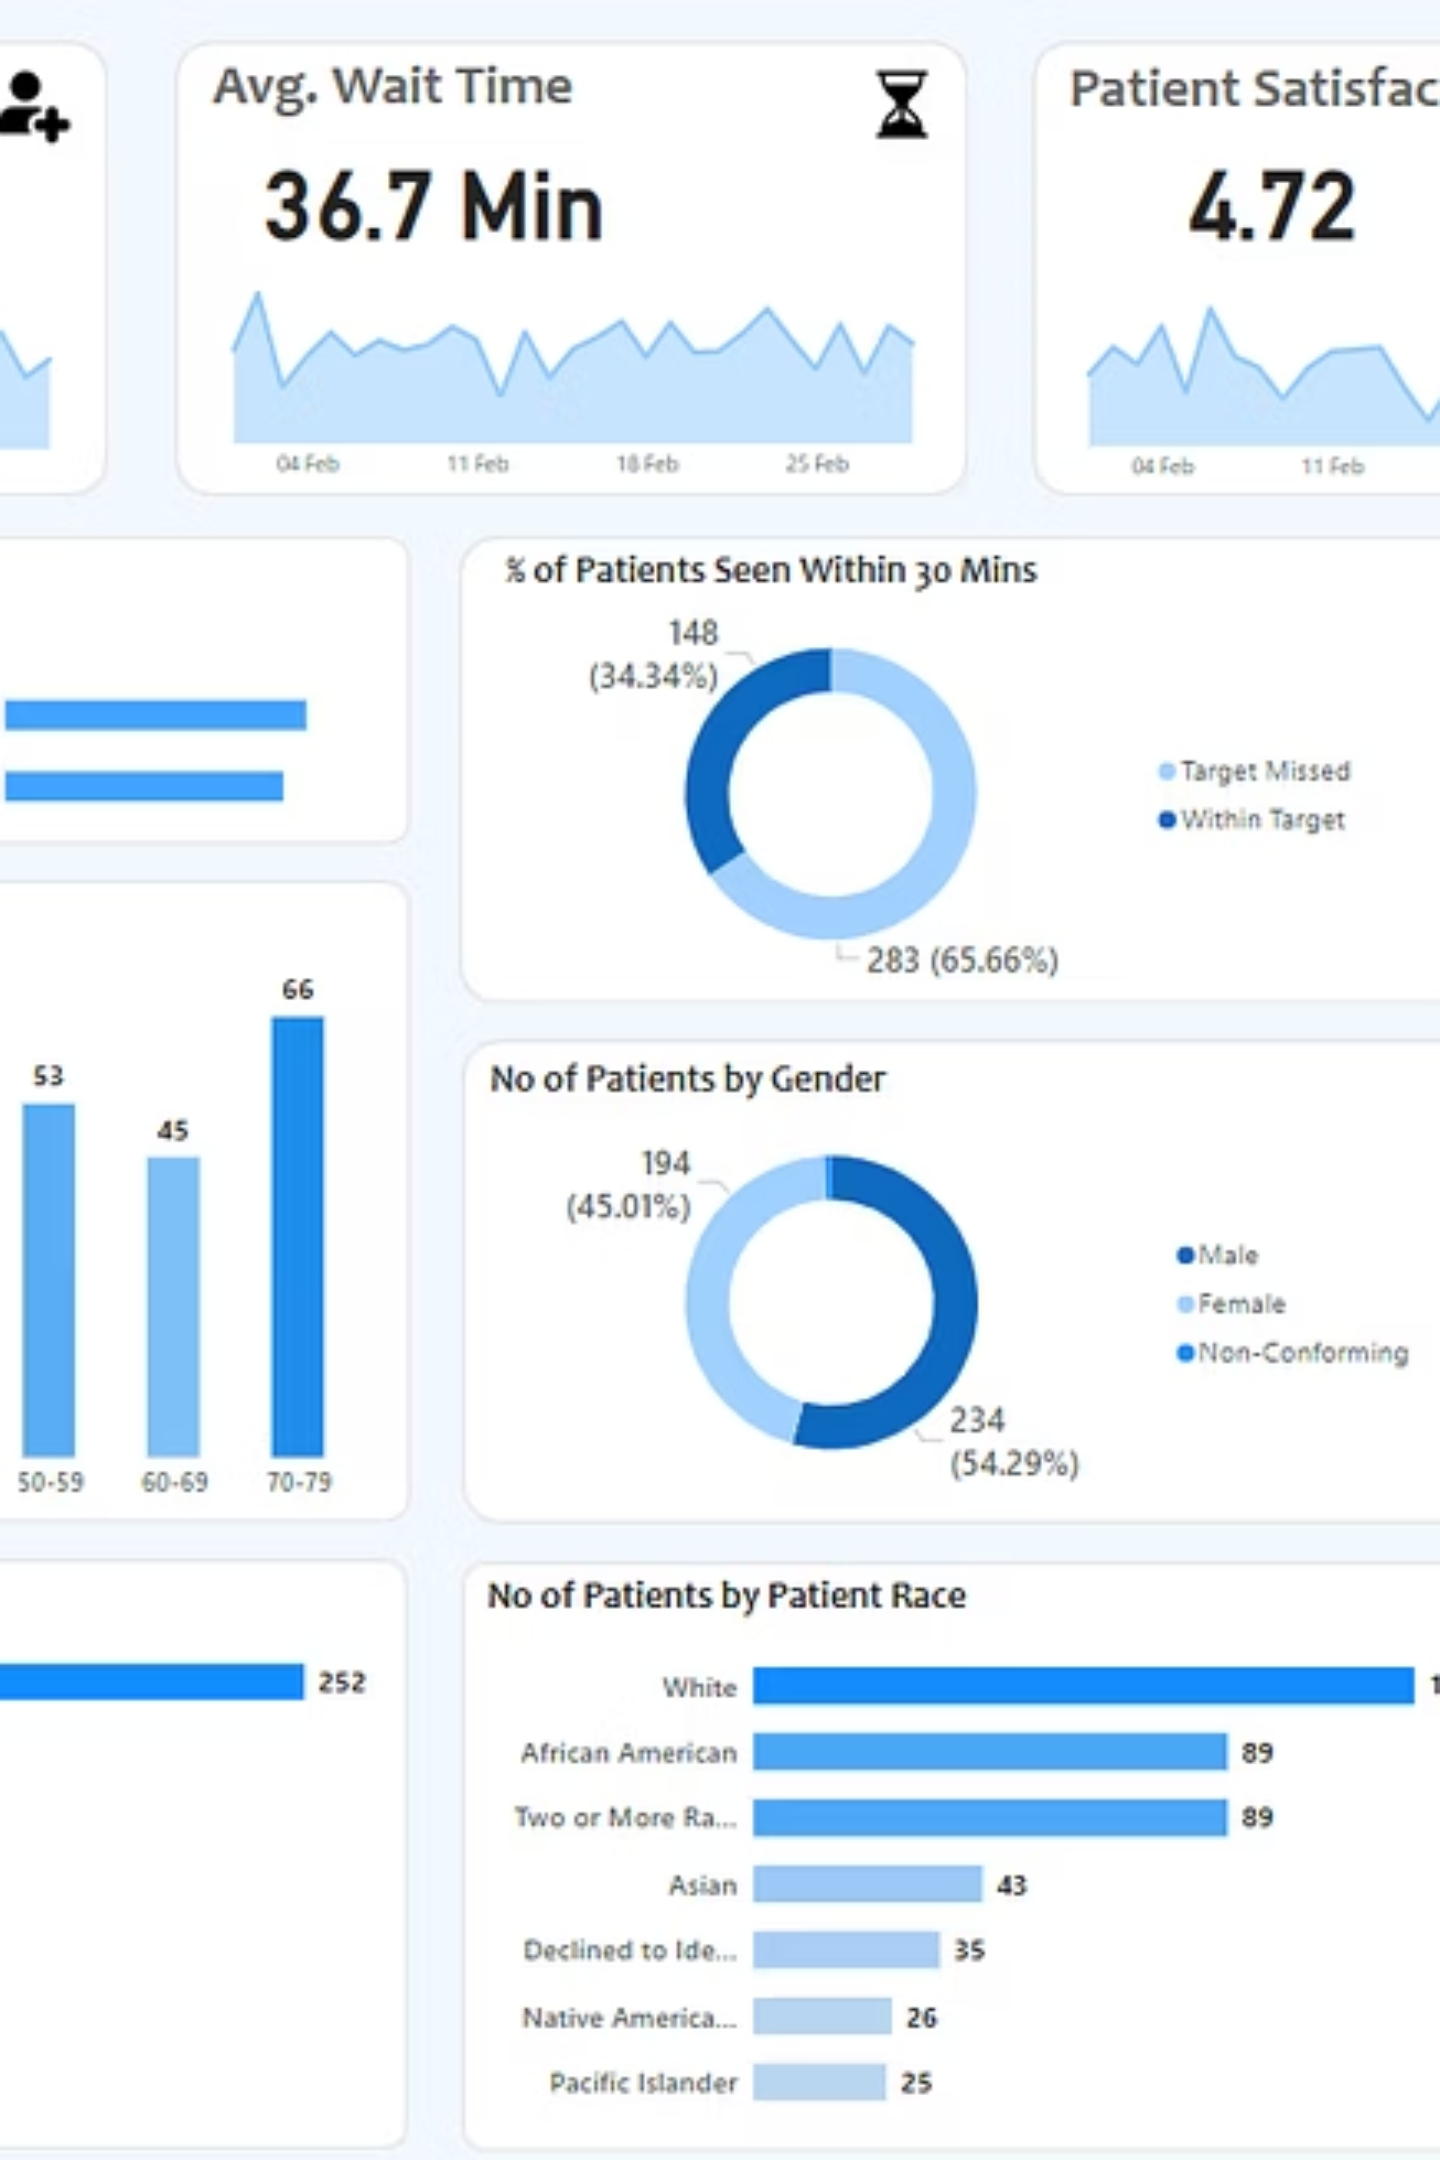 Avg. Wait Time
36.7 Min
04 Feb
11 Feb
18 Feb
25 Feb
Patient Satisfac
4.72
04 Feb
11 Feb
% of Patients Seen Within 30 Mins
148
(34.34%)
283 (65.66%)
Target Missed
Within Target
53
45
66
50-59
60-69
70-79
No of Patients by Gender
194
(45.01%)
234
(54.29%)
Male
Female
Non-Conforming
252
No of Patients by Patient Race
White
African American 89
Two or More Ra... 89
Asian 43
Declined to Ide... 35
Native America... 26
Pacific Islander 25